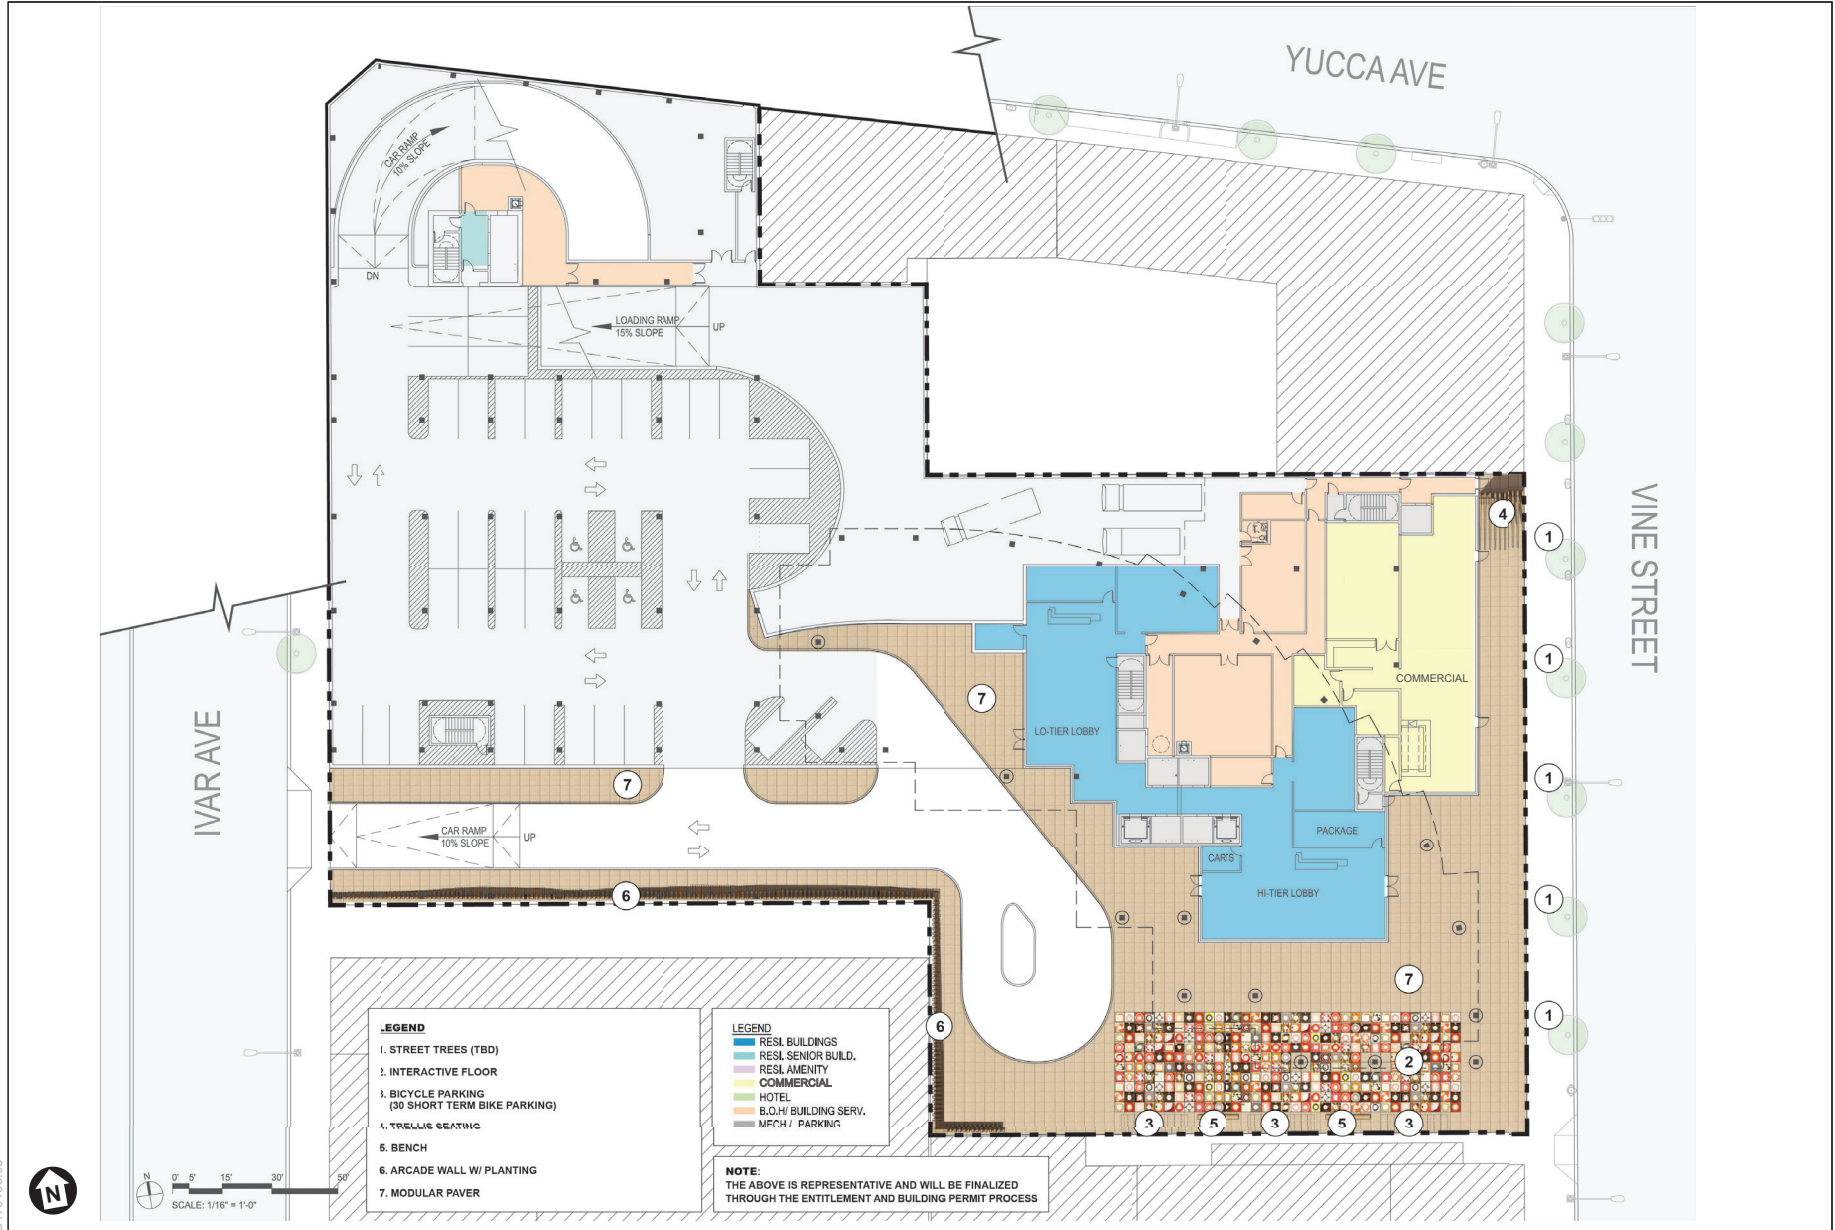 YUCCA AVE
CAR RAMP
10% SLOPE
DN
LOADING RAMP
15% SLOPE
UP
VINE STREET
4
1
1
COMMERCIAL
7
LO-TIER LOBBY
IVAR AVE
7
1
CAR RAMP
10% SLOPE
UP
PACKAGE
CARTS
HI-TIER LOBBY
6
1
7
6
1
2
3
5
3
5
3
LEGEND
1. STREET TREES (TBD)
2. INTERACTIVE FLOOR
3. BICYCLE PARKING
(30 SHORT TERM BIKE PARKING)
4. TRELLIS SEATING
5. BENCH
6. ARCADE WALL W/ PLANTING
7. MODULAR PAVER
LEGEND
RESI. BUILDINGS
RESI. SENIOR BUILD.
RESI. AMENITY
COMMERCIAL
HOTEL
B.O.H/ BUILDING SERV.
MECH./ PARKING
NOTE:
THE ABOVE IS REPRESENTATIVE AND WILL BE FINALIZED
THROUGH THE ENTITLEMENT AND BUILDING PERMIT PROCESS
N
N
0' 5' 15' 30' 50'
SCALE: 1/16" = 1'-0"